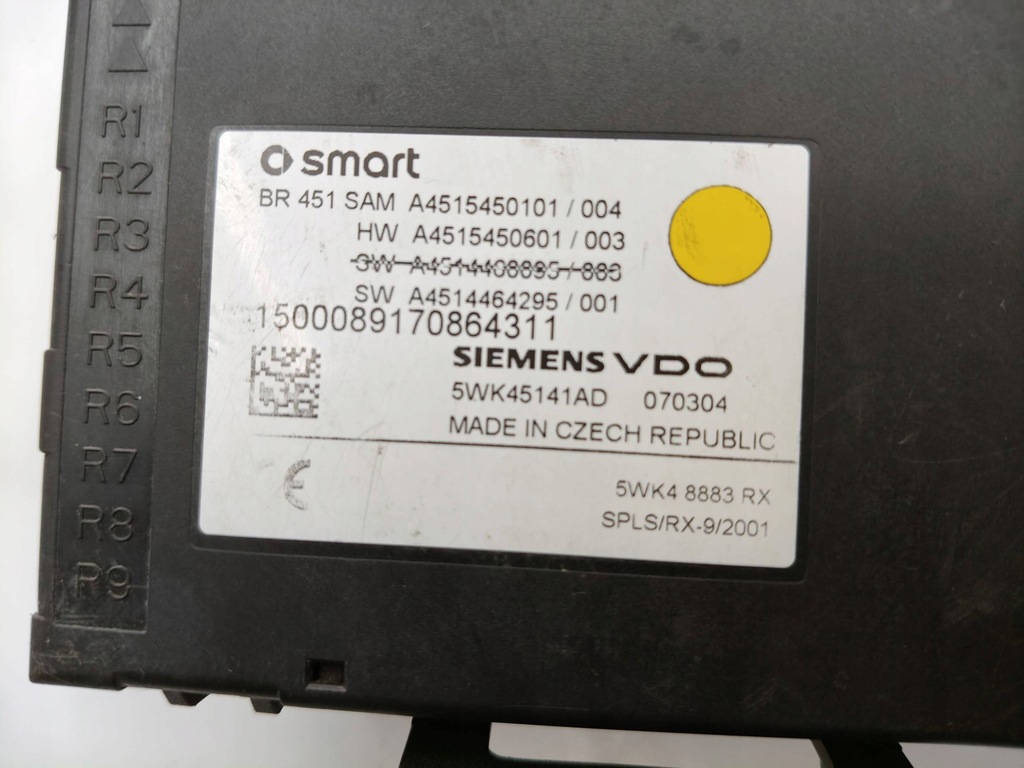 R1
R2
R3
R4
R5
R6
R7
R8
R9
smart
BR 451 SAM A4515450101 / 004
HW A4515450601 / 003
SW A4514464295 / 001
1500089170864311
SIEMENS VDO
5WK45141AD 070304
MADE IN CZECH REPUBLIC
CE
5WK4 8883 RX
SPLS/RX-9/2001